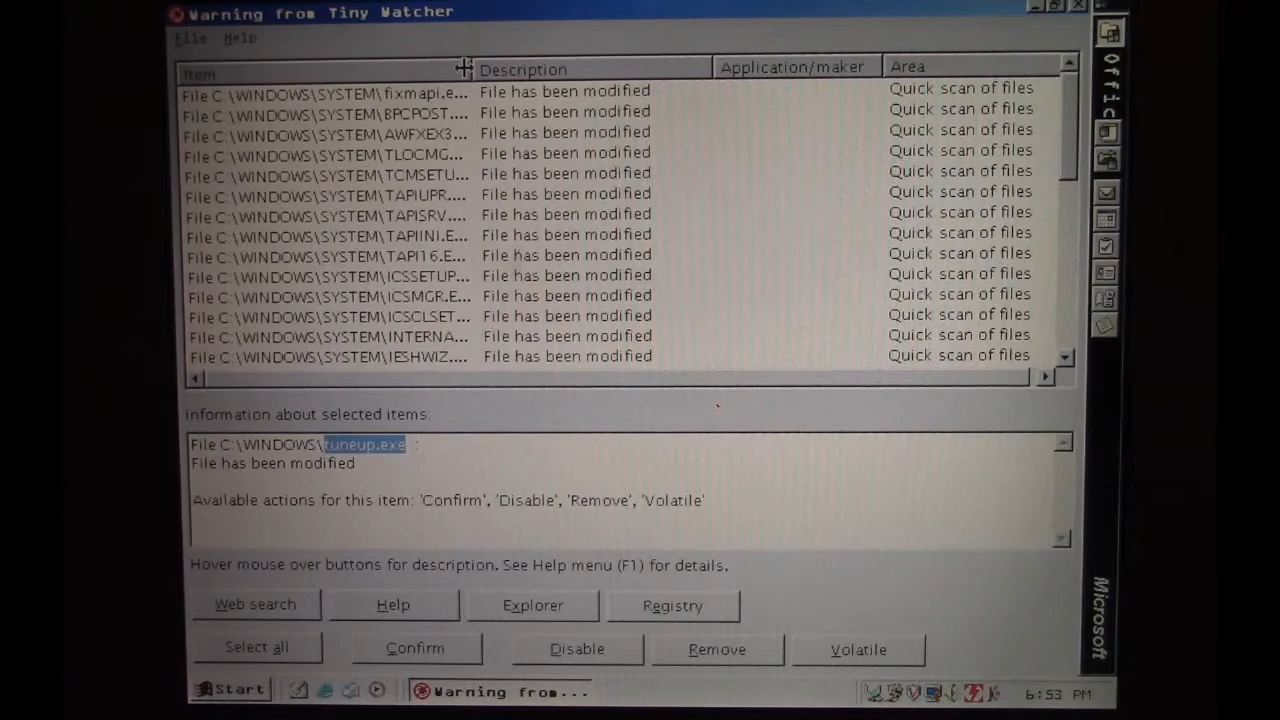 Warning from Tiny Watcher
File Help
Item Description Application/maker Area
File C:\WINDOWS\SYSTEM\fixmapi.e... File has been modified Quick scan of files
File C:\WINDOWS\SYSTEM\BPCPOST.... File has been modified Quick scan of files
File C:\WINDOWS\SYSTEM\AWFXEX3... File has been modified Quick scan of files
File C:\WINDOWS\SYSTEM\TLOCMG... File has been modified Quick scan of files
File C:\WINDOWS\SYSTEM\TCMSETU... File has been modified Quick scan of files
File C:\WINDOWS\SYSTEM\TAPIUPR.... File has been modified Quick scan of files
File C:\WINDOWS\SYSTEM\TAPISRV.... File has been modified Quick scan of files
File C:\WINDOWS\SYSTEM\TAPIINI.E... File has been modified Quick scan of files
File C:\WINDOWS\SYSTEM\TAPI16.E... File has been modified Quick scan of files
File C:\WINDOWS\SYSTEM\ICSSETUP... File has been modified Quick scan of files
File C:\WINDOWS\SYSTEM\ICSMGR.E... File has been modified Quick scan of files
File C:\WINDOWS\SYSTEM\ICSCLSET... File has been modified Quick scan of files
File C:\WINDOWS\SYSTEM\INTERNA... File has been modified Quick scan of files
File C:\WINDOWS\SYSTEM\IESHWIZ.... File has been modified Quick scan of files
Information about selected items:
File C:\WINDOWS\tuneup.exe :
File has been modified
Available actions for this item: 'Confirm', 'Disable', 'Remove', 'Volatile'
Hover mouse over buttons for description. See Help menu (F1) for details.
Web search Help Explorer Registry
Select all Confirm Disable Remove Volatile
Start Warning from... 6:53 PM
Offic
Microsoft